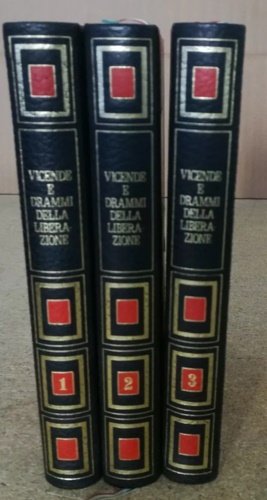 VICENDE
E
DRAMMI
DELLA
LIBERA-
ZIONE
1
VICENDE
E
DRAMMI
DELLA
LIBERA-
ZIONE
2
VICENDE
E
DRAMMI
DELLA
LIBERA-
ZIONE
3